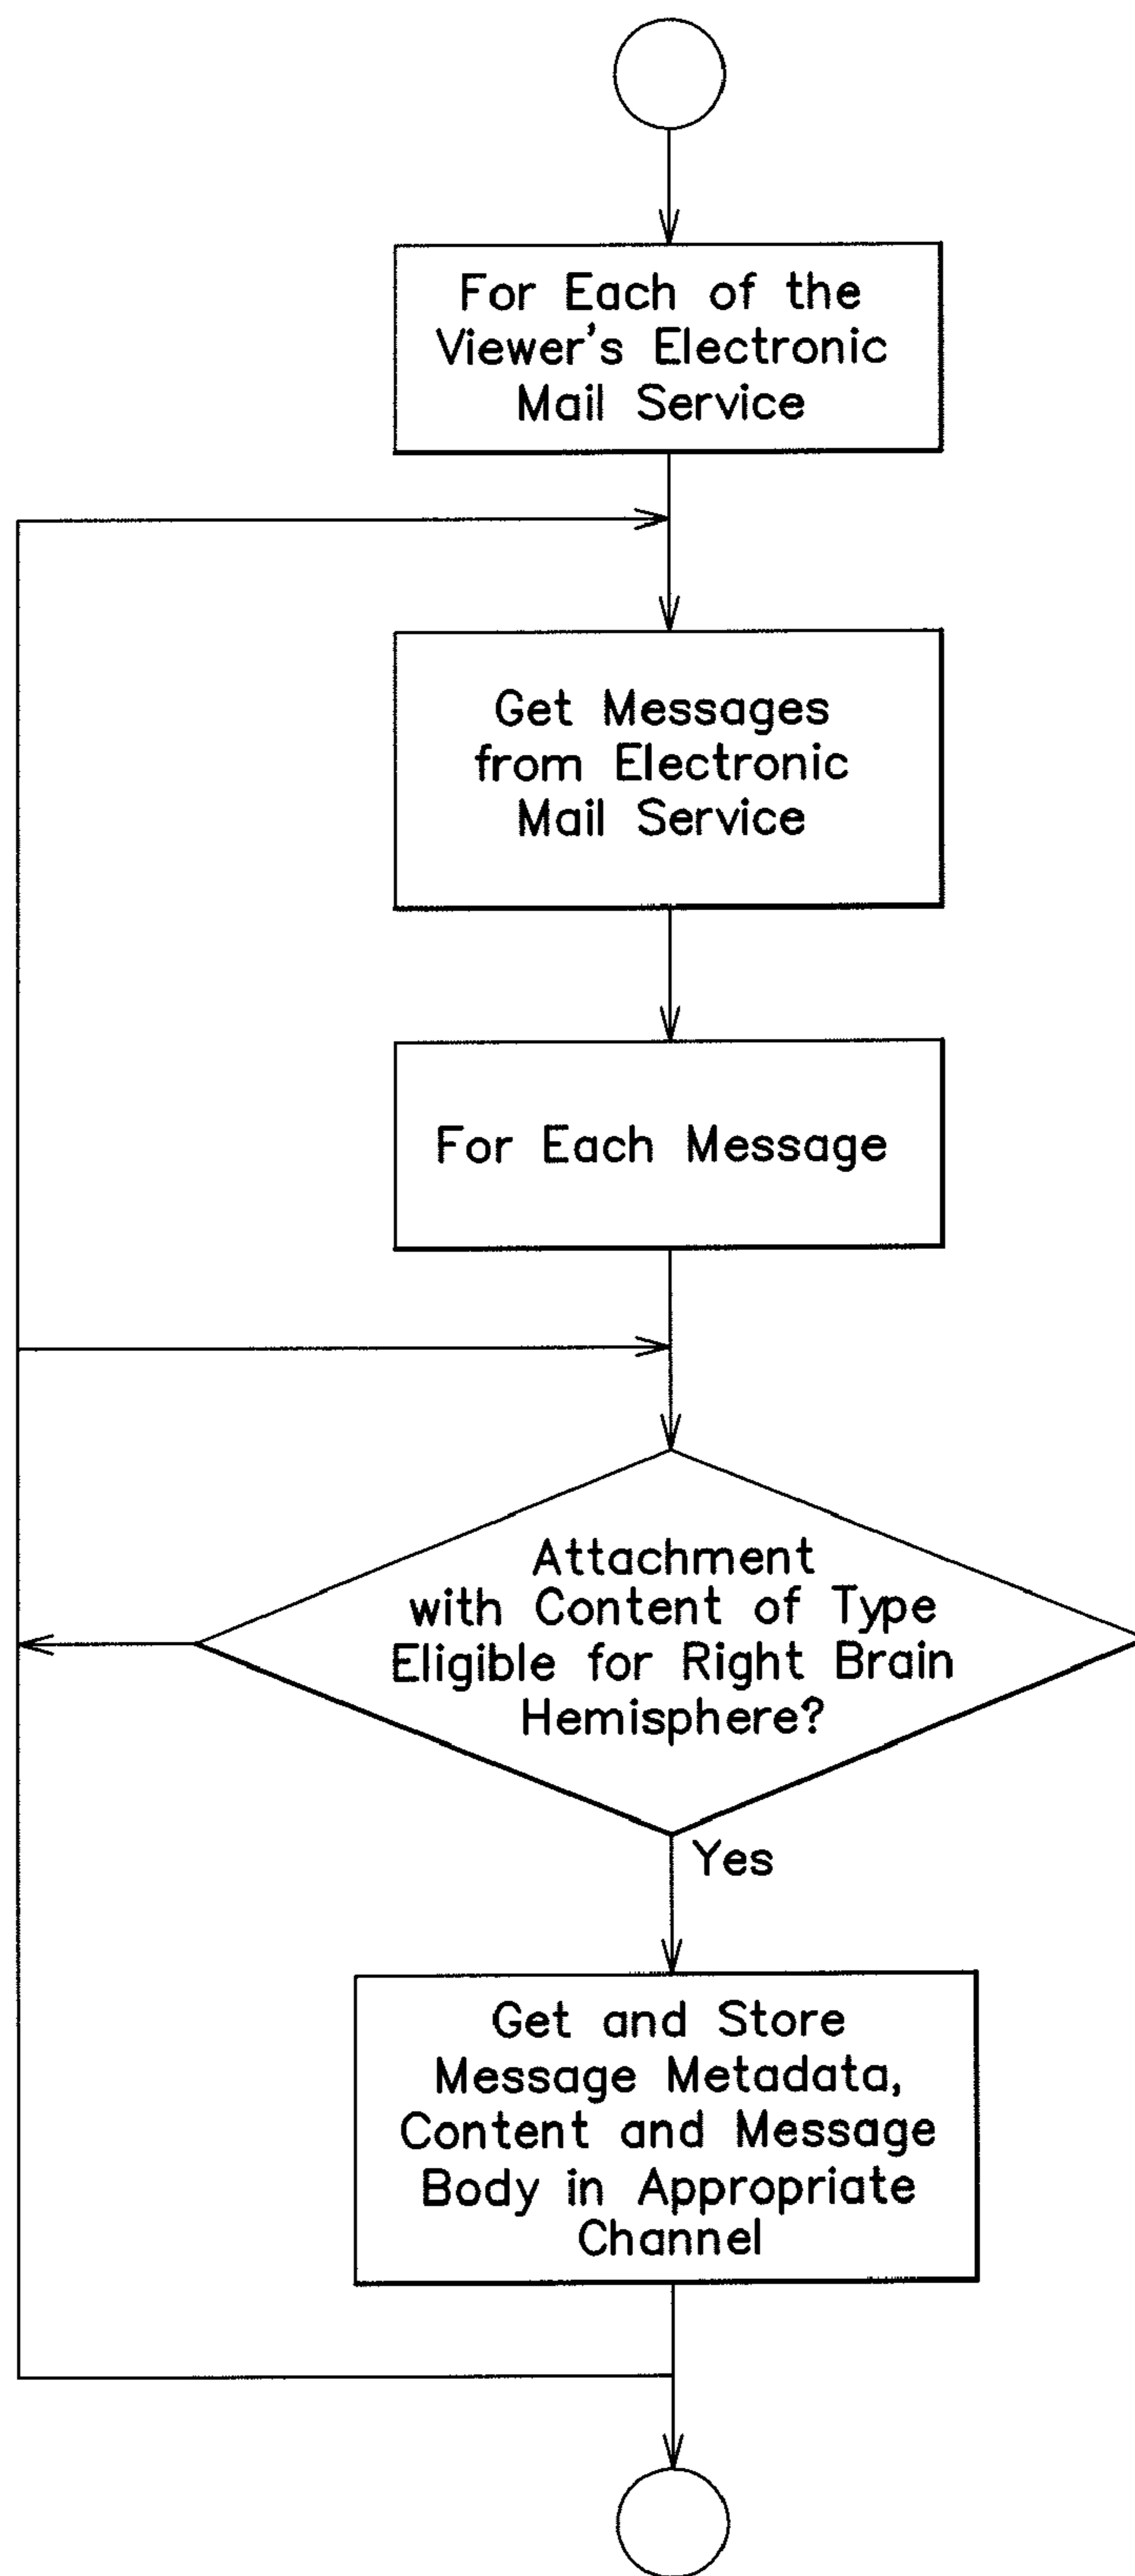 For Each of the
Viewer's Electronic
Mail Service
Get Messages
from Electronic
Mail Service
For Each Message
Attachment
with Content of Type
Eligible for Right Brain
Hemisphere?
Yes
Get and Store
Message Metadata,
Content and Message
Body in Appropriate
Channel